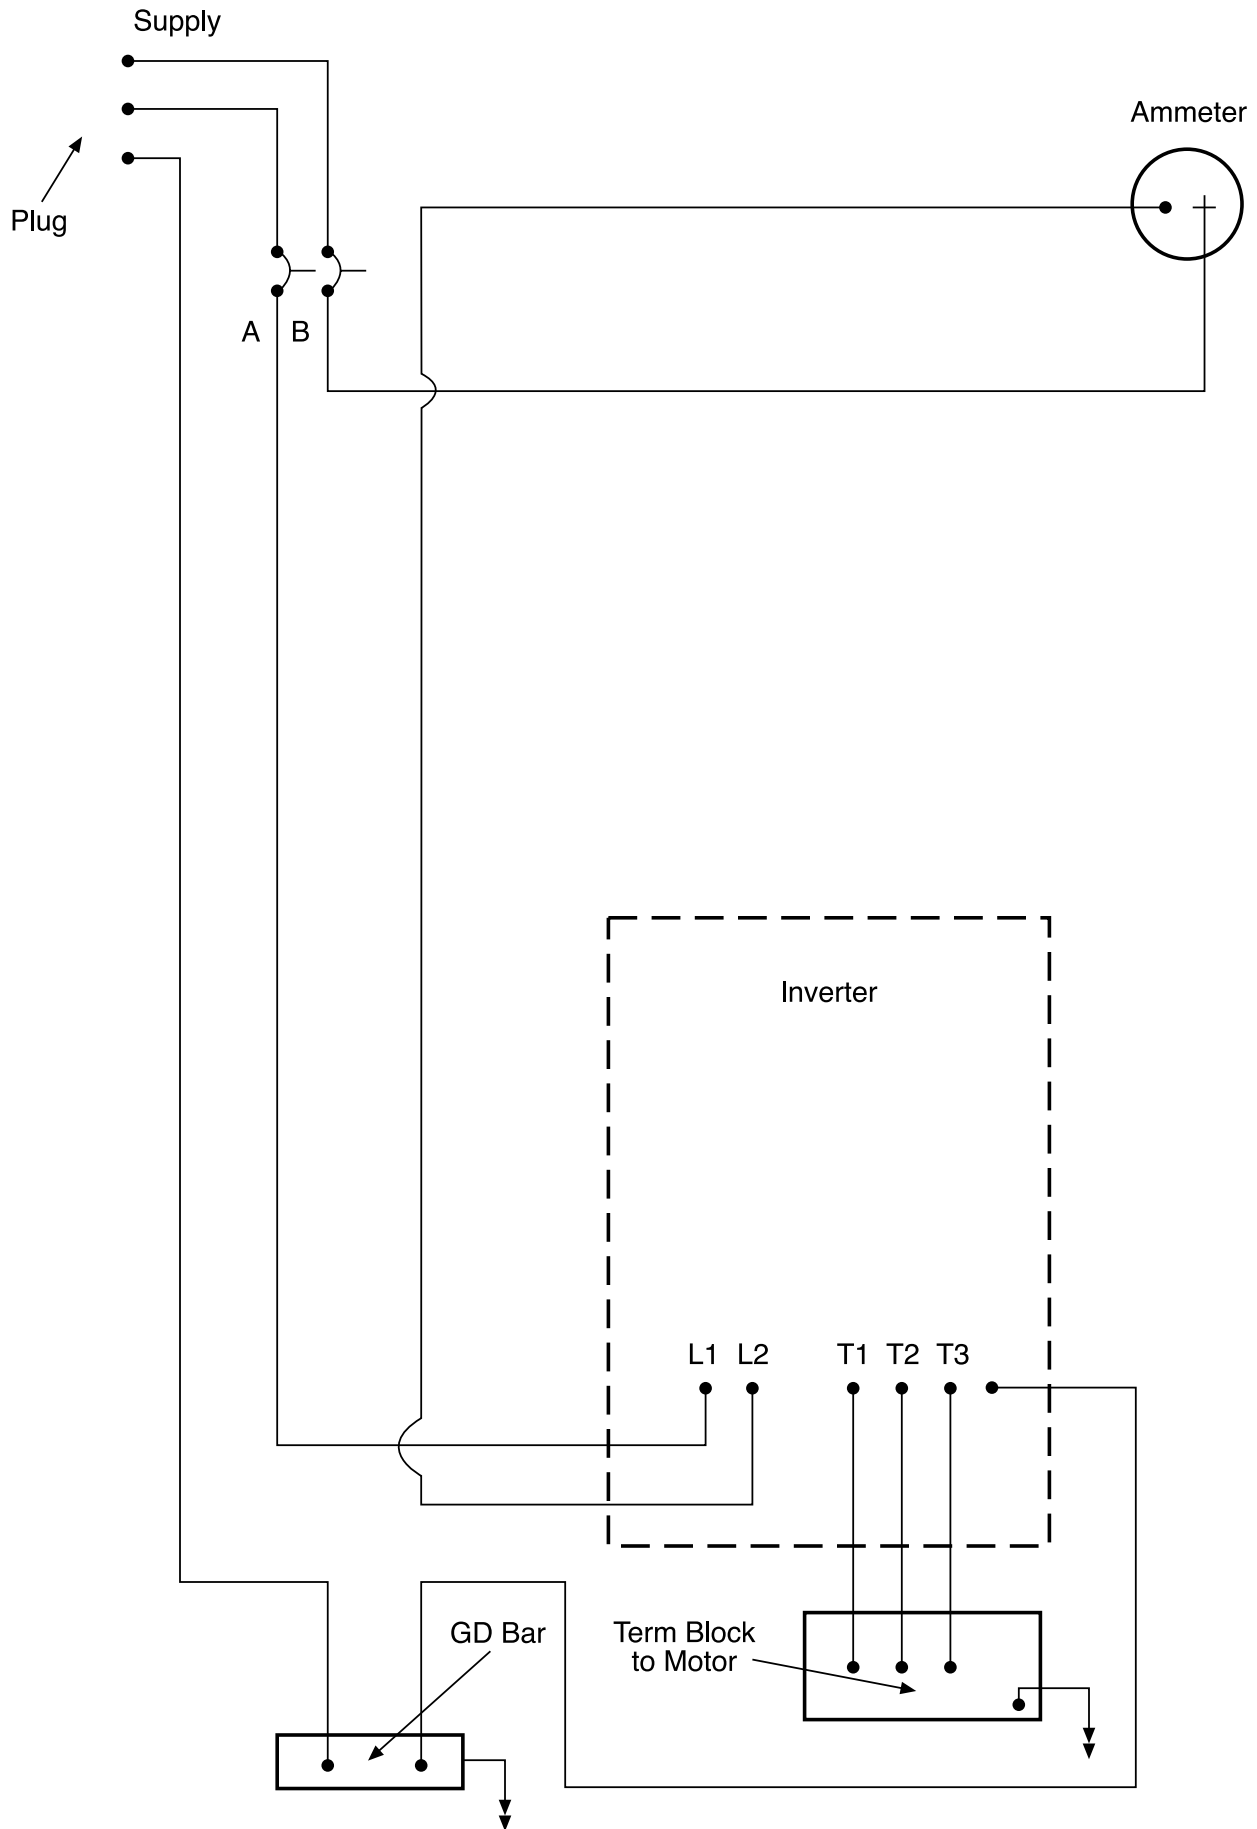 Supply
Ammeter
Plug
A B
Inverter
L1 L2 T1 T2 T3
GD Bar
Term Block
to Motor